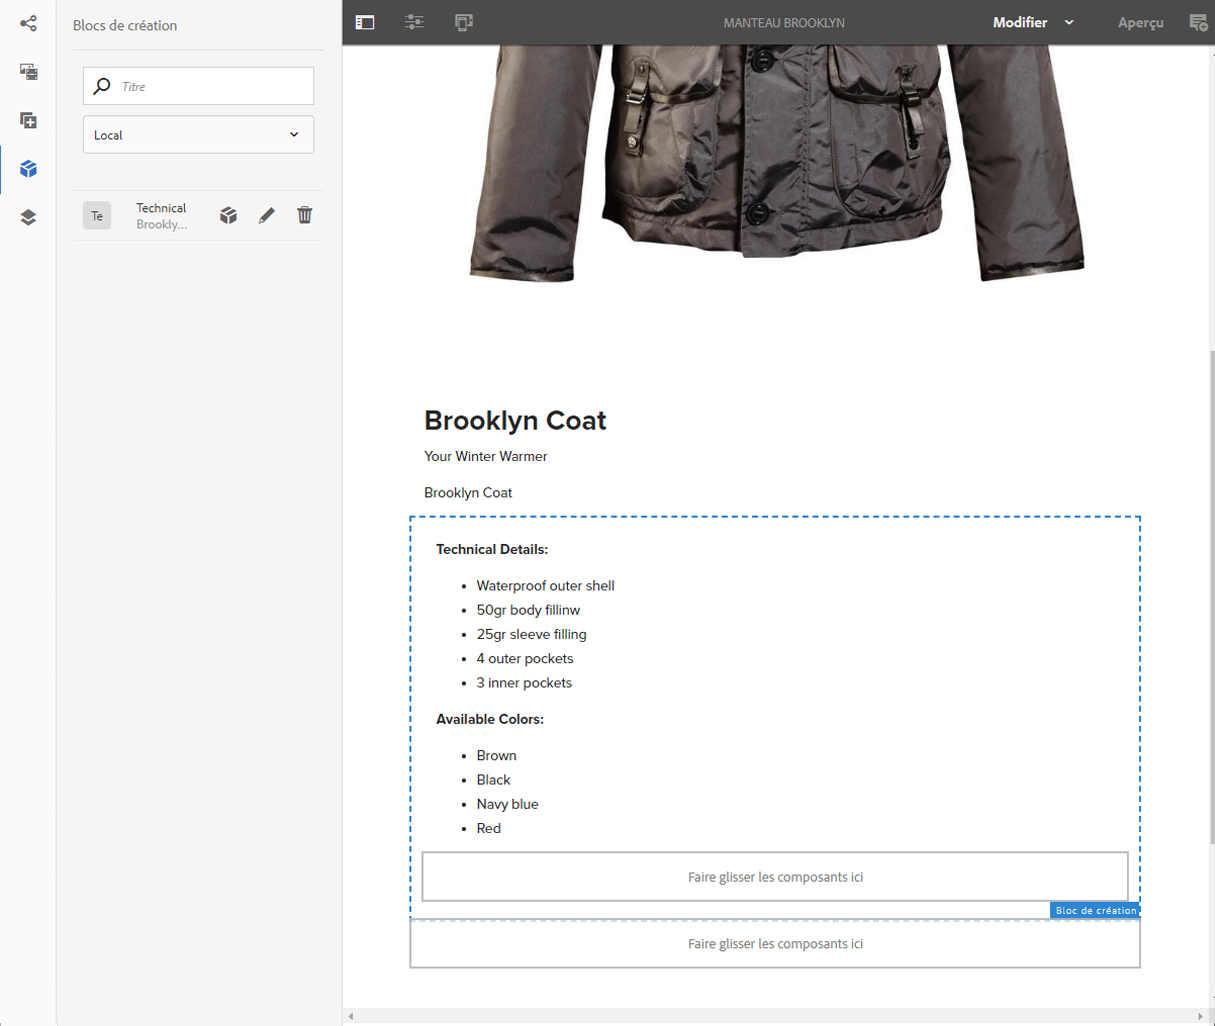 Blocs de création
MANTEAU BROOKLYN
Modifier
Aperçu
Titre
Local
Te
Technical
Brookly...
Brooklyn Coat
Your Winter Warmer
Brooklyn Coat
Technical Details:
• Waterproof outer shell
• 50gr body fillinw
• 25gr sleeve filling
• 4 outer pockets
• 3 inner pockets
Available Colors:
• Brown
• Black
• Navy blue
• Red
Faire glisser les composants ici
Bloc de création
Faire glisser les composants ici